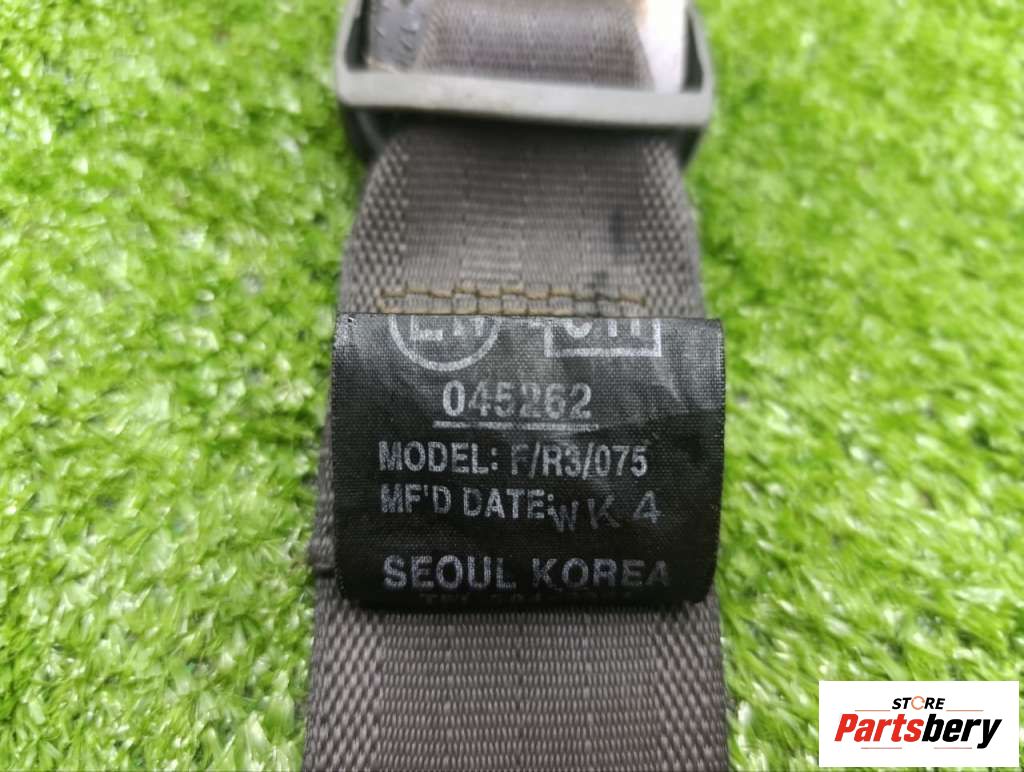 045262
MODEL: F/R3/075
MF'D DATE: WK 4
SEOUL KOREA
STORE
Partsbery